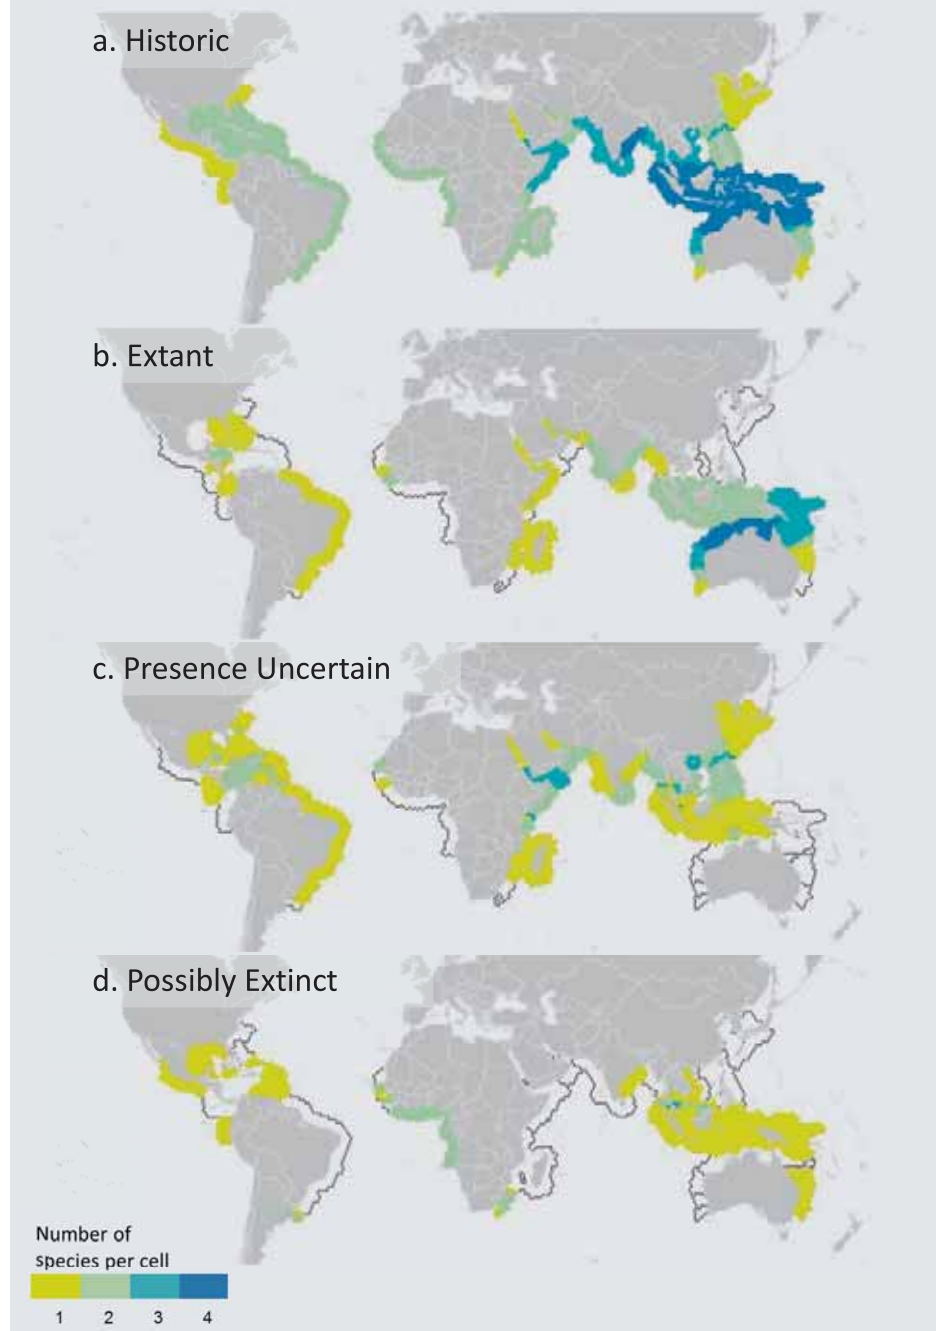 a. Historic
b. Extant
c. Presence Uncertain
d. Possibly Extinct
Number of
species per cell
1 2 3 4